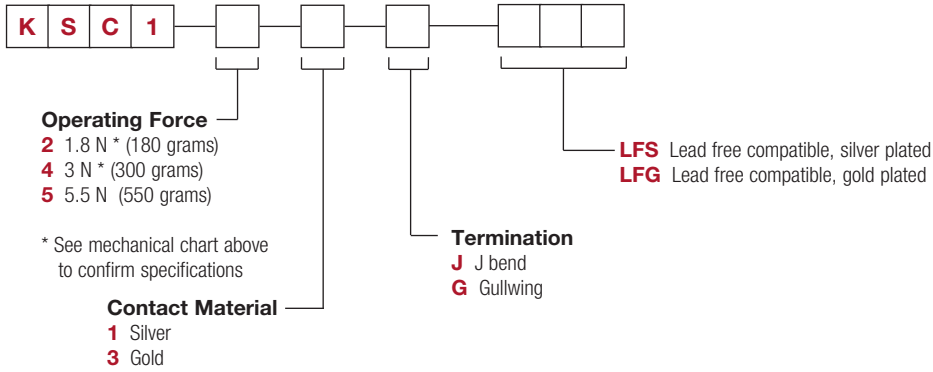 K S C 1
Operating Force
2 1.8 N * (180 grams)
4 3 N * (300 grams)
5 5.5 N (550 grams)
* See mechanical chart above
to confirm specifications
Contact Material
1 Silver
3 Gold
Termination
J J bend
G Gullwing
LFS Lead free compatible, silver plated
LFG Lead free compatible, gold plated